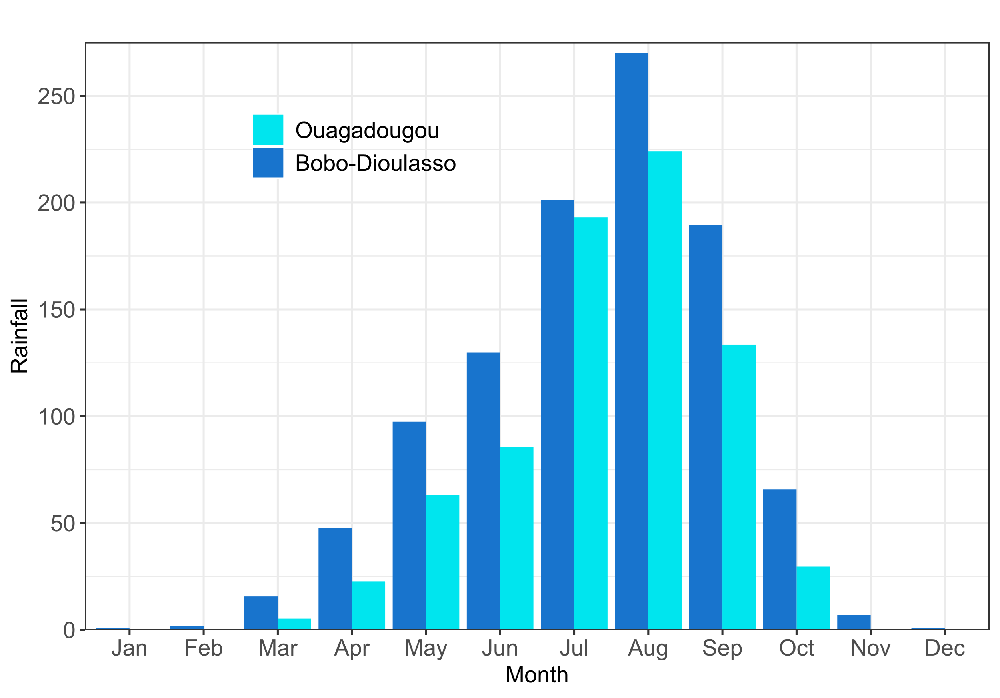 250
200
150
100
50
0
Rainfall
Ouagadougou
Bobo-Dioulasso
Jan Feb Mar Apr May Jun Jul Aug Sep Oct Nov Dec
Month